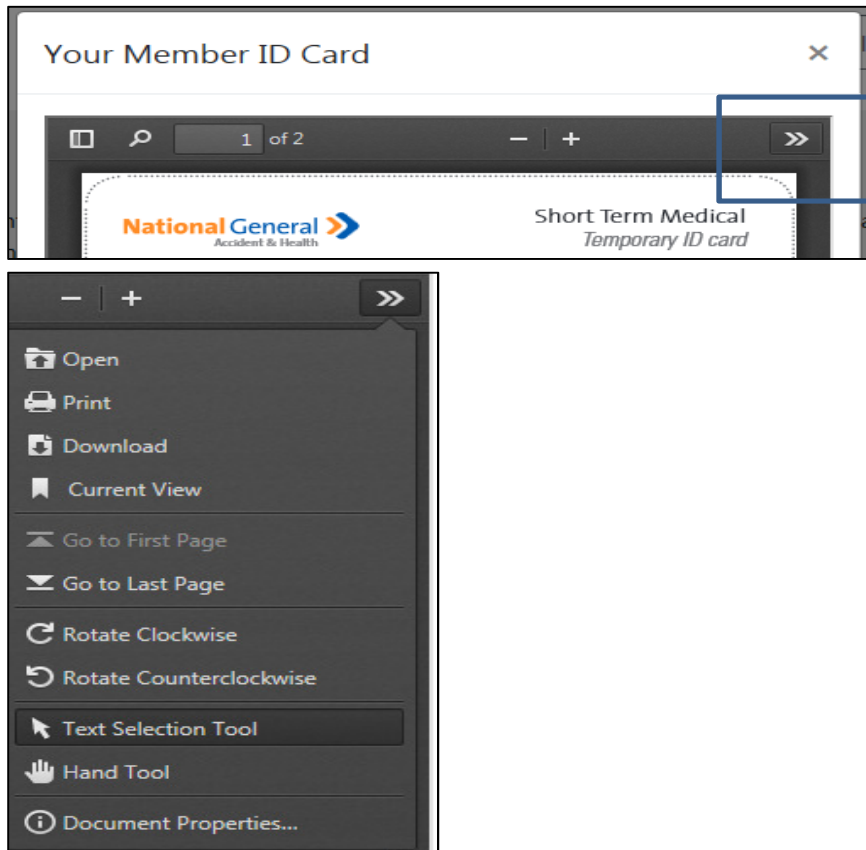 Your Member ID Card ×
1 of 2 − + »
National General Short Term Medical
Accident & Health Temporary ID card
− + »
Open
Print
Download
Current View
Go to First Page
Go to Last Page
Rotate Clockwise
Rotate Counterclockwise
Text Selection Tool
Hand Tool
Document Properties...